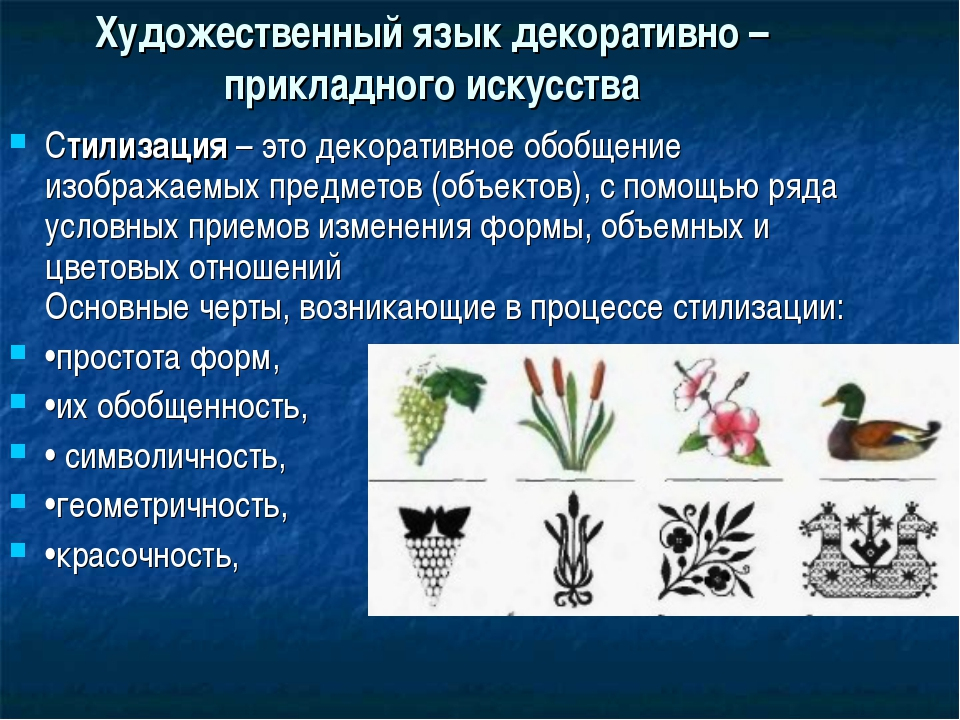 Художественный язык декоративно –
прикладного искусства
Стилизация – это декоративное обобщение
изображаемых предметов (объектов), с помощью ряда
условных приемов изменения формы, объемных и
цветовых отношений
Основные черты, возникающие в процессе стилизации:
•простота форм,
•их обобщенность,
• символичность,
•геометричность,
•красочность,